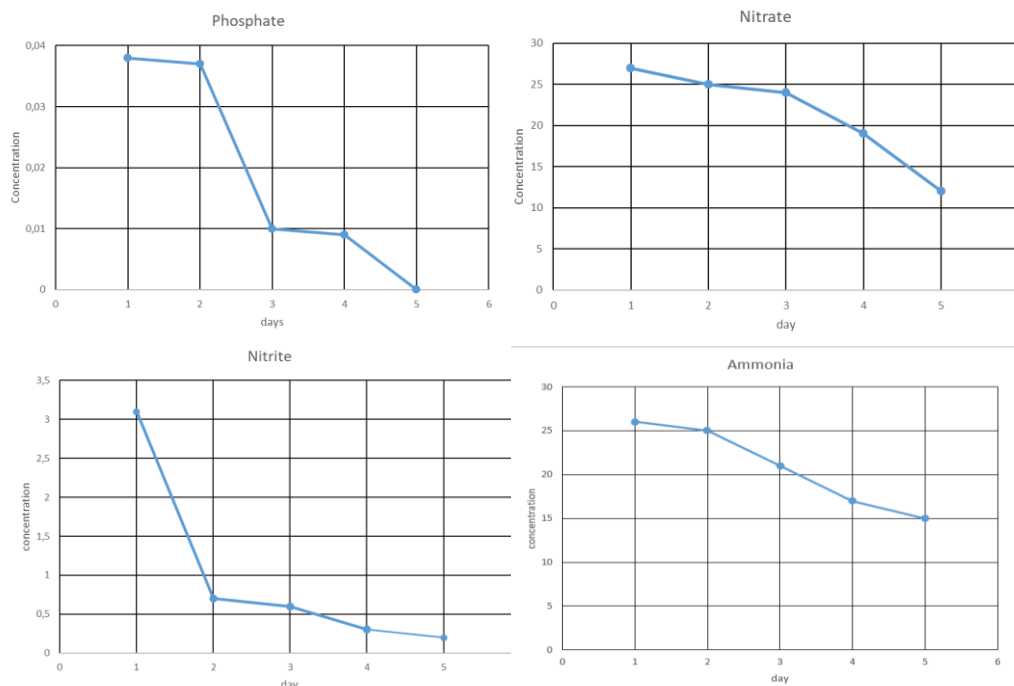 Phosphate
0,04
0,03
0,02
0,01
0
Concentration
0 1 2 3 4 5 6
days
Nitrate
30
25
20
15
10
5
0
Concentration
0 1 2 3 4 5
day
Nitrite
3,5
3
2,5
2
1,5
1
0,5
0
concentration
0 1 2 3 4 5
day
Ammonia
30
25
20
15
10
5
0
concentration
0 1 2 3 4 5 6
day